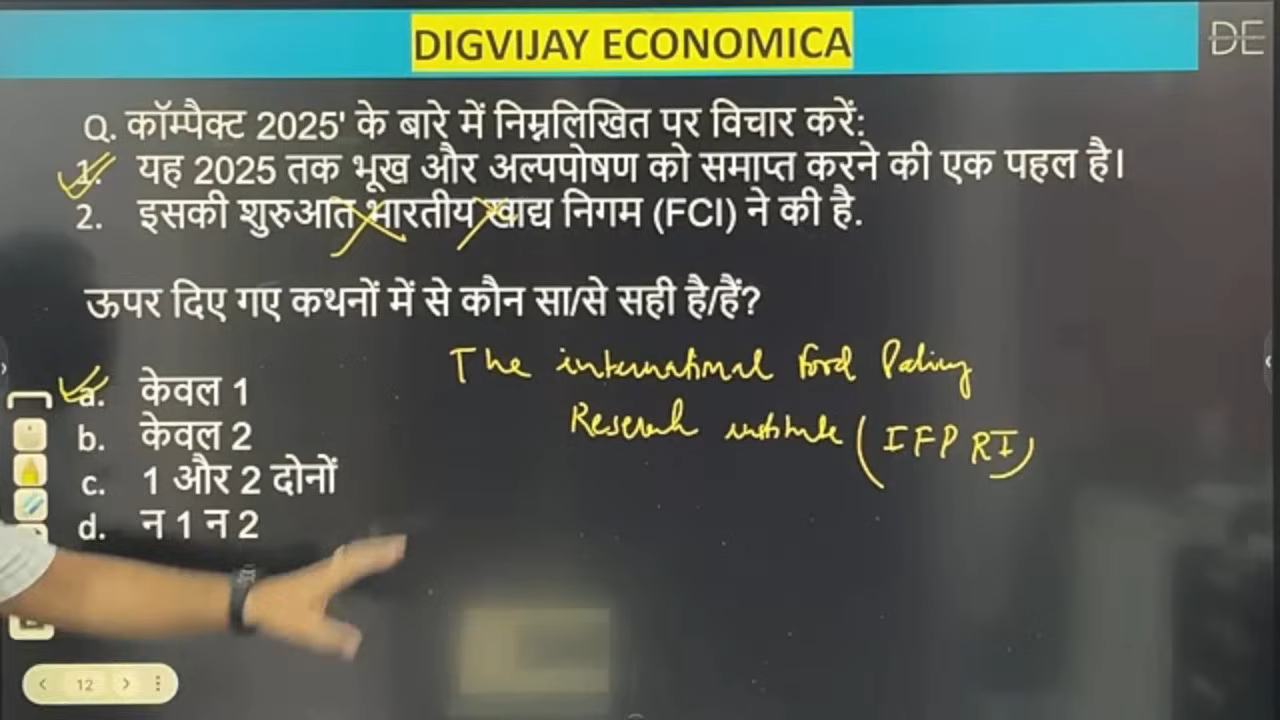 DIGVIJAY ECONOMICA
DE
Q. कॉम्पैक्ट 2025' के बारे में निम्नलिखित पर विचार करें:
1. यह 2025 तक भूख और अल्पपोषण को समाप्त करने की एक पहल है।
2. इसकी शुरुआत भारतीय खाद्य निगम (FCI) ने की है.
ऊपर दिए गए कथनों में से कौन सा/से सही है/हैं?
The international Food Policy
Research institute (IFPRI)
a. केवल 1
b. केवल 2
c. 1 और 2 दोनों
d. न 1 न 2
< 12 >